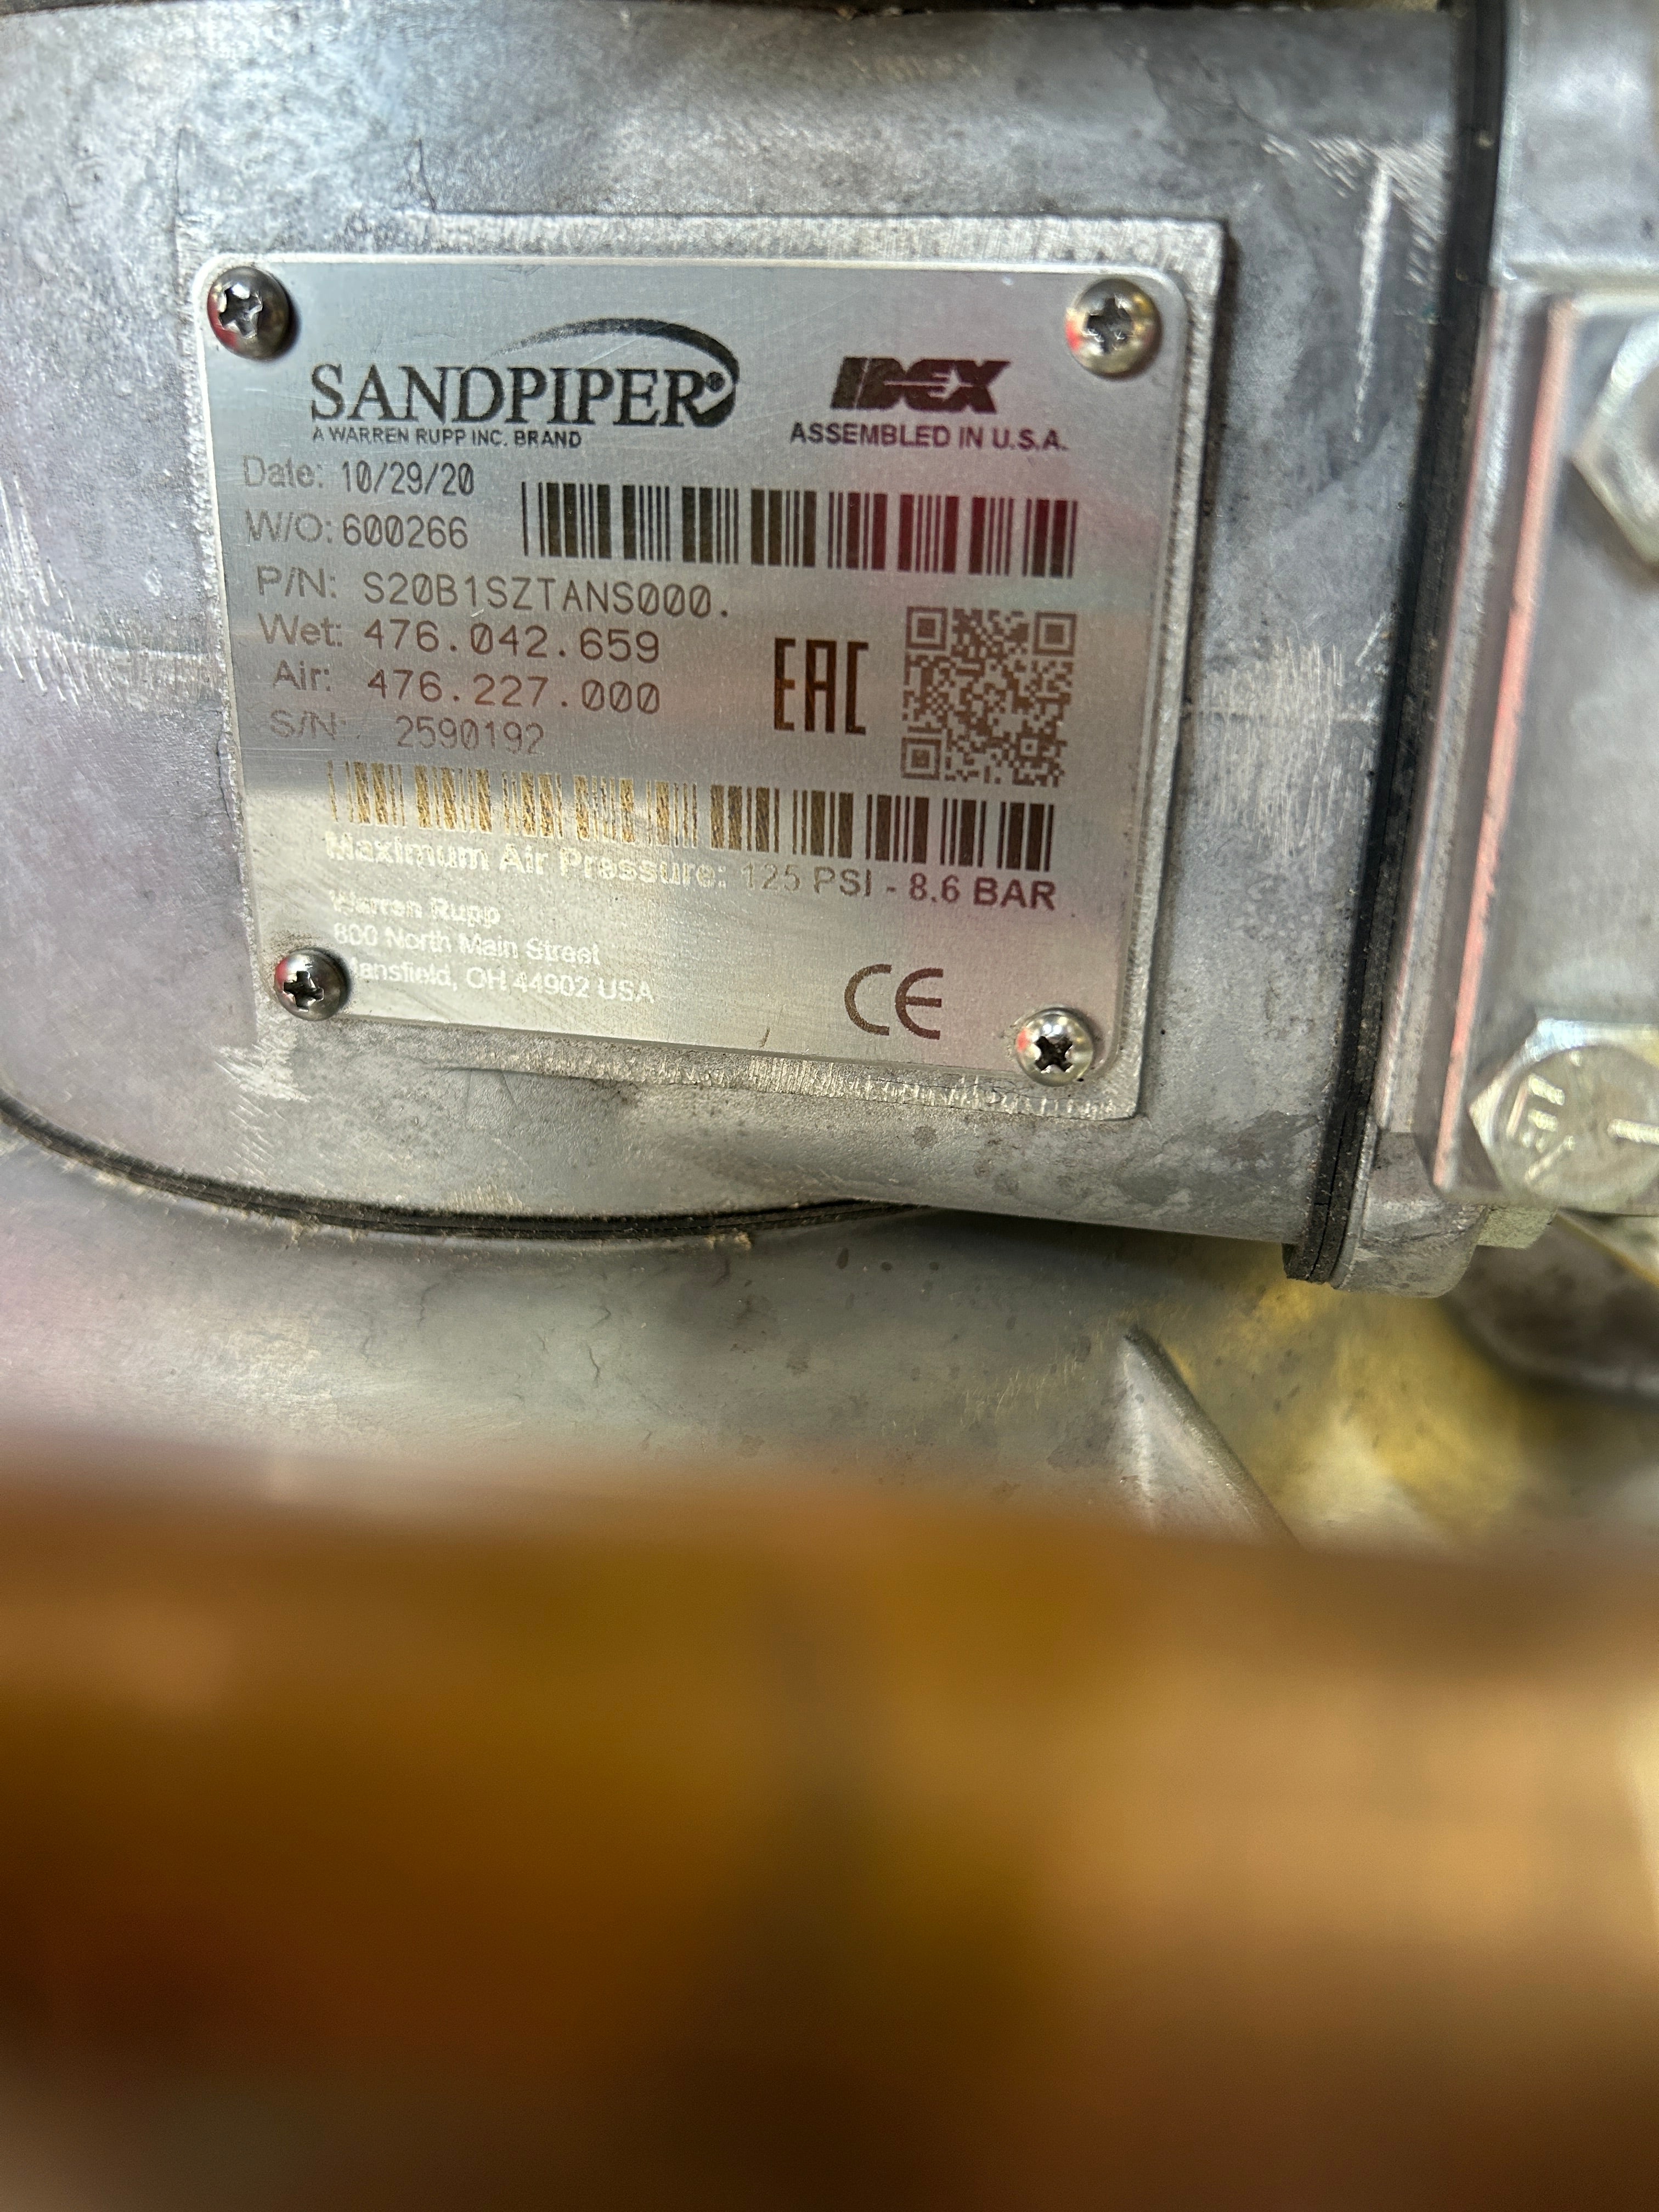 SANDPIPER®
A WARREN RUPP INC. BRAND
IDEX
ASSEMBLED IN U.S.A.
Date: 10/29/20
W/O: 600266
P/N: S20B1SZTANS000.
Wet: 476.042.659
Air: 476.227.000
S/N: 2590192
EAC
Maximum Air Pressure: 125 PSI - 8.6 BAR
Warren Rupp
800 North Main Street
Mansfield, OH 44902 USA
CE